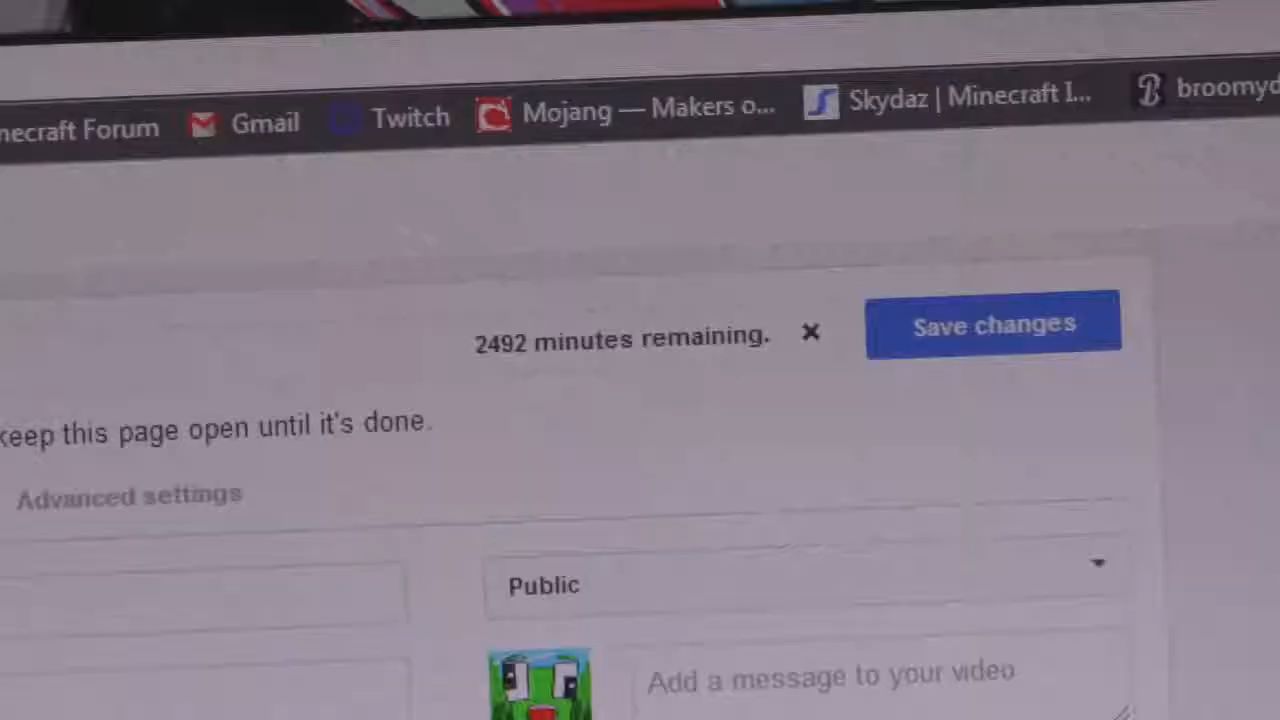 necraft Forum Gmail Twitch Mojang — Makers o... Skydaz | Minecraft I... broomyd
2492 minutes remaining. × Save changes
keep this page open until it's done.
Advanced settings
Public
Add a message to your video